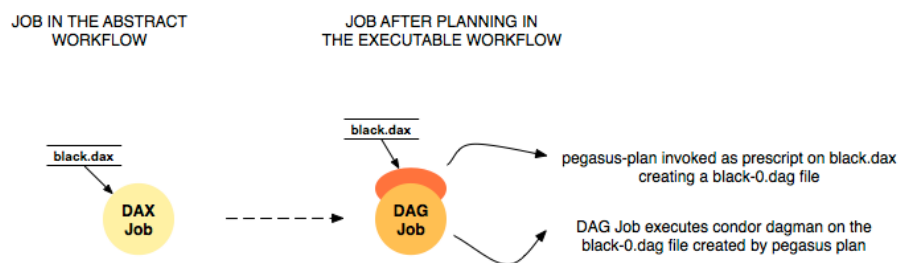 JOB IN THE ABSTRACT
WORKFLOW
JOB AFTER PLANNING IN
THE EXECUTABLE WORKFLOW
black.dax
DAX
Job
black.dax
DAG
Job
pegasus-plan invoked as prescript on black.dax
creating a black-0.dag file
DAG Job executes condor dagman on the
black-0.dag file created by pegasus plan